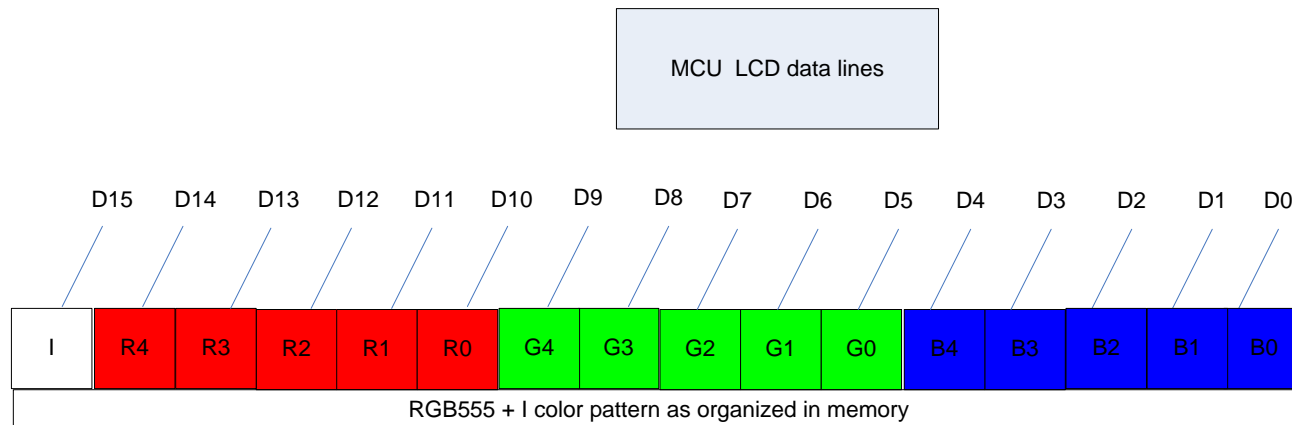 MCU LCD data lines
D15 D14 D13 D12 D11 D10 D9 D8 D7 D6 D5 D4 D3 D2 D1 D0
I R4 R3 R2 R1 R0 G4 G3 G2 G1 G0 B4 B3 B2 B1 B0
RGB555 + I color pattern as organized in memory